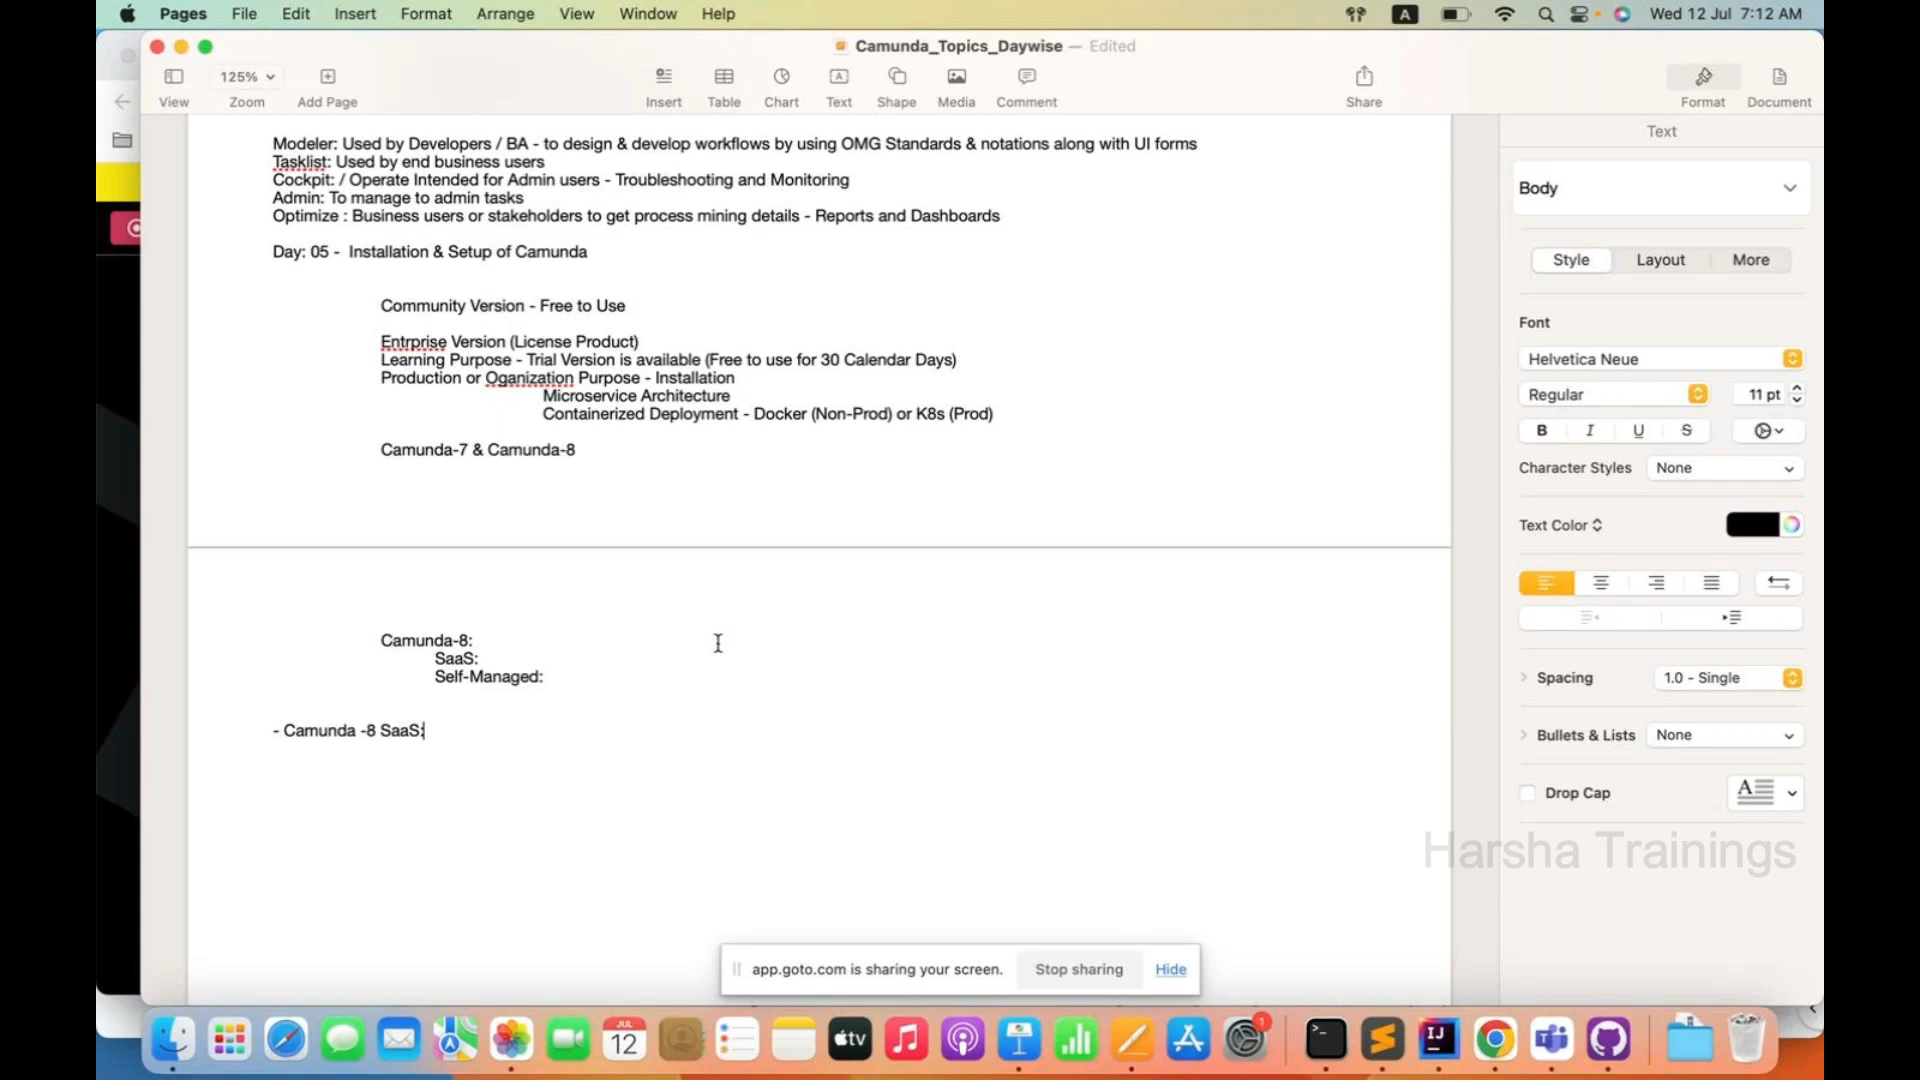 Pages File Edit Insert Format Arrange View Window Help A Wed 12 Jul 7:12 AM
Camunda_Topics_Daywise — Edited
125%
View Zoom Add Page Insert Table Chart Text Shape Media Comment Share Format Document
Text
Modeler: Used by Developers / BA - to design & develop workflows by using OMG Standards & notations along with UI forms
Tasklist: Used by end business users
Cockpit: / Operate Intended for Admin users - Troubleshooting and Monitoring
Admin: To manage to admin tasks
Optimize : Business users or stakeholders to get process mining details - Reports and Dashboards
Day: 05 - Installation & Setup of Camunda
Community Version - Free to Use
Entrprise Version (License Product)
Learning Purpose - Trial Version is available (Free to use for 30 Calendar Days)
Production or Oganization Purpose - Installation
Microservice Architecture
Containerized Deployment - Docker (Non-Prod) or K8s (Prod)
Camunda-7 & Camunda-8
Camunda-8:
SaaS:
Self-Managed:
- Camunda -8 SaaS:
Body
Style Layout More
Font
Helvetica Neue
Regular 11 pt
B I U S
Character Styles None
Text Color
Spacing 1.0 - Single
Bullets & Lists None
Drop Cap A
Harsha Trainings
app.goto.com is sharing your screen. Stop sharing Hide
JUL
12
tv
1
IJ